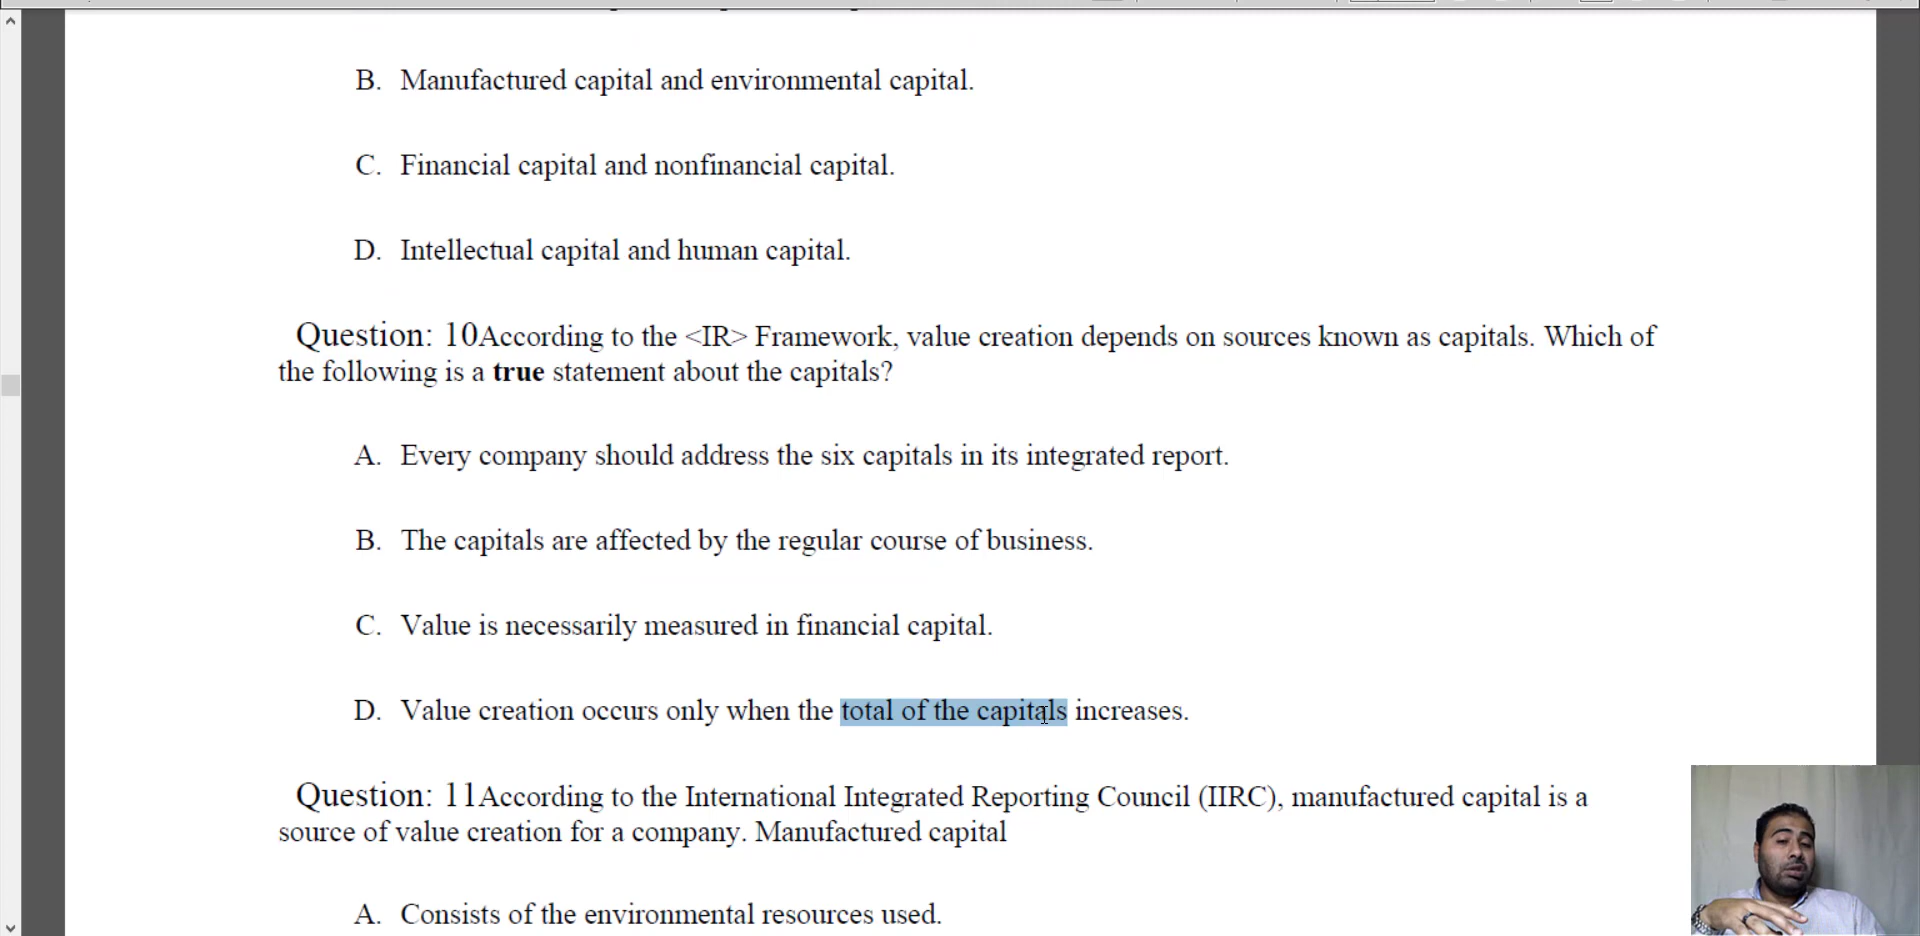 B. Manufactured capital and environmental capital.
C. Financial capital and nonfinancial capital.
D. Intellectual capital and human capital.
Question: 10According to the <IR> Framework, value creation depends on sources known as capitals. Which of
the following is a true statement about the capitals?
A. Every company should address the six capitals in its integrated report.
B. The capitals are affected by the regular course of business.
C. Value is necessarily measured in financial capital.
D. Value creation occurs only when the total of the capitals increases.
Question: 11According to the International Integrated Reporting Council (IIRC), manufactured capital is a
source of value creation for a company. Manufactured capital
A. Consists of the environmental resources used.